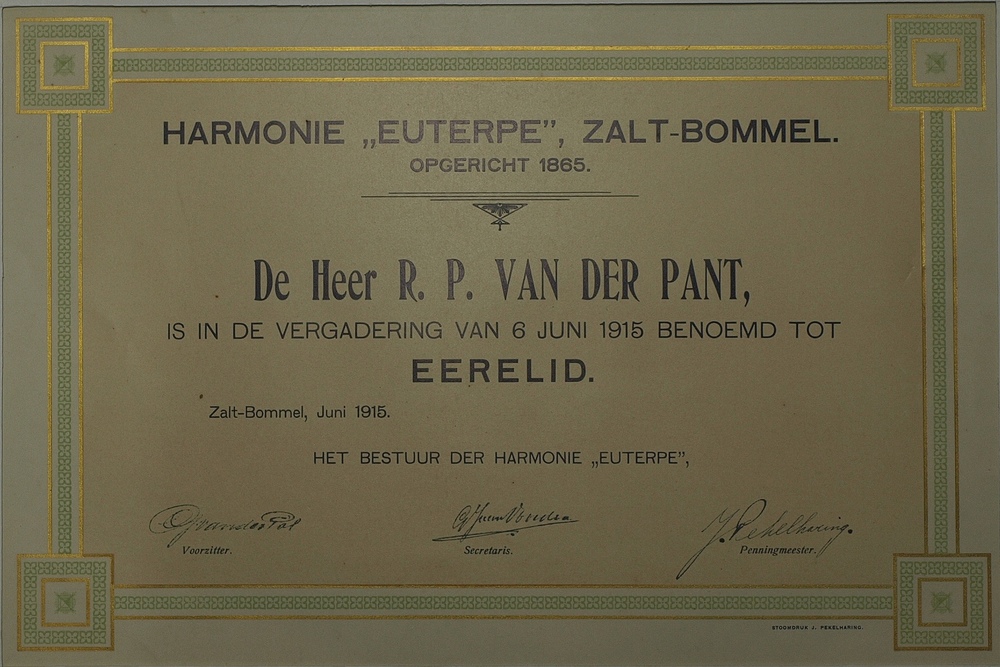 HARMONIE „EUTERPE”, ZALT-BOMMEL.
OPGERICHT 1865.
De Heer R. P. VAN DER PANT,
IS IN DE VERGADERING VAN 6 JUNI 1915 BENOEMD TOT
EERELID.
Zalt-Bommel, Juni 1915.
HET BESTUUR DER HARMONIE „EUTERPE”,
J. Pekelharing.
Voorzitter. Secretaris. Penningmeester.
STOOMDRUK J. PEKELHARING.